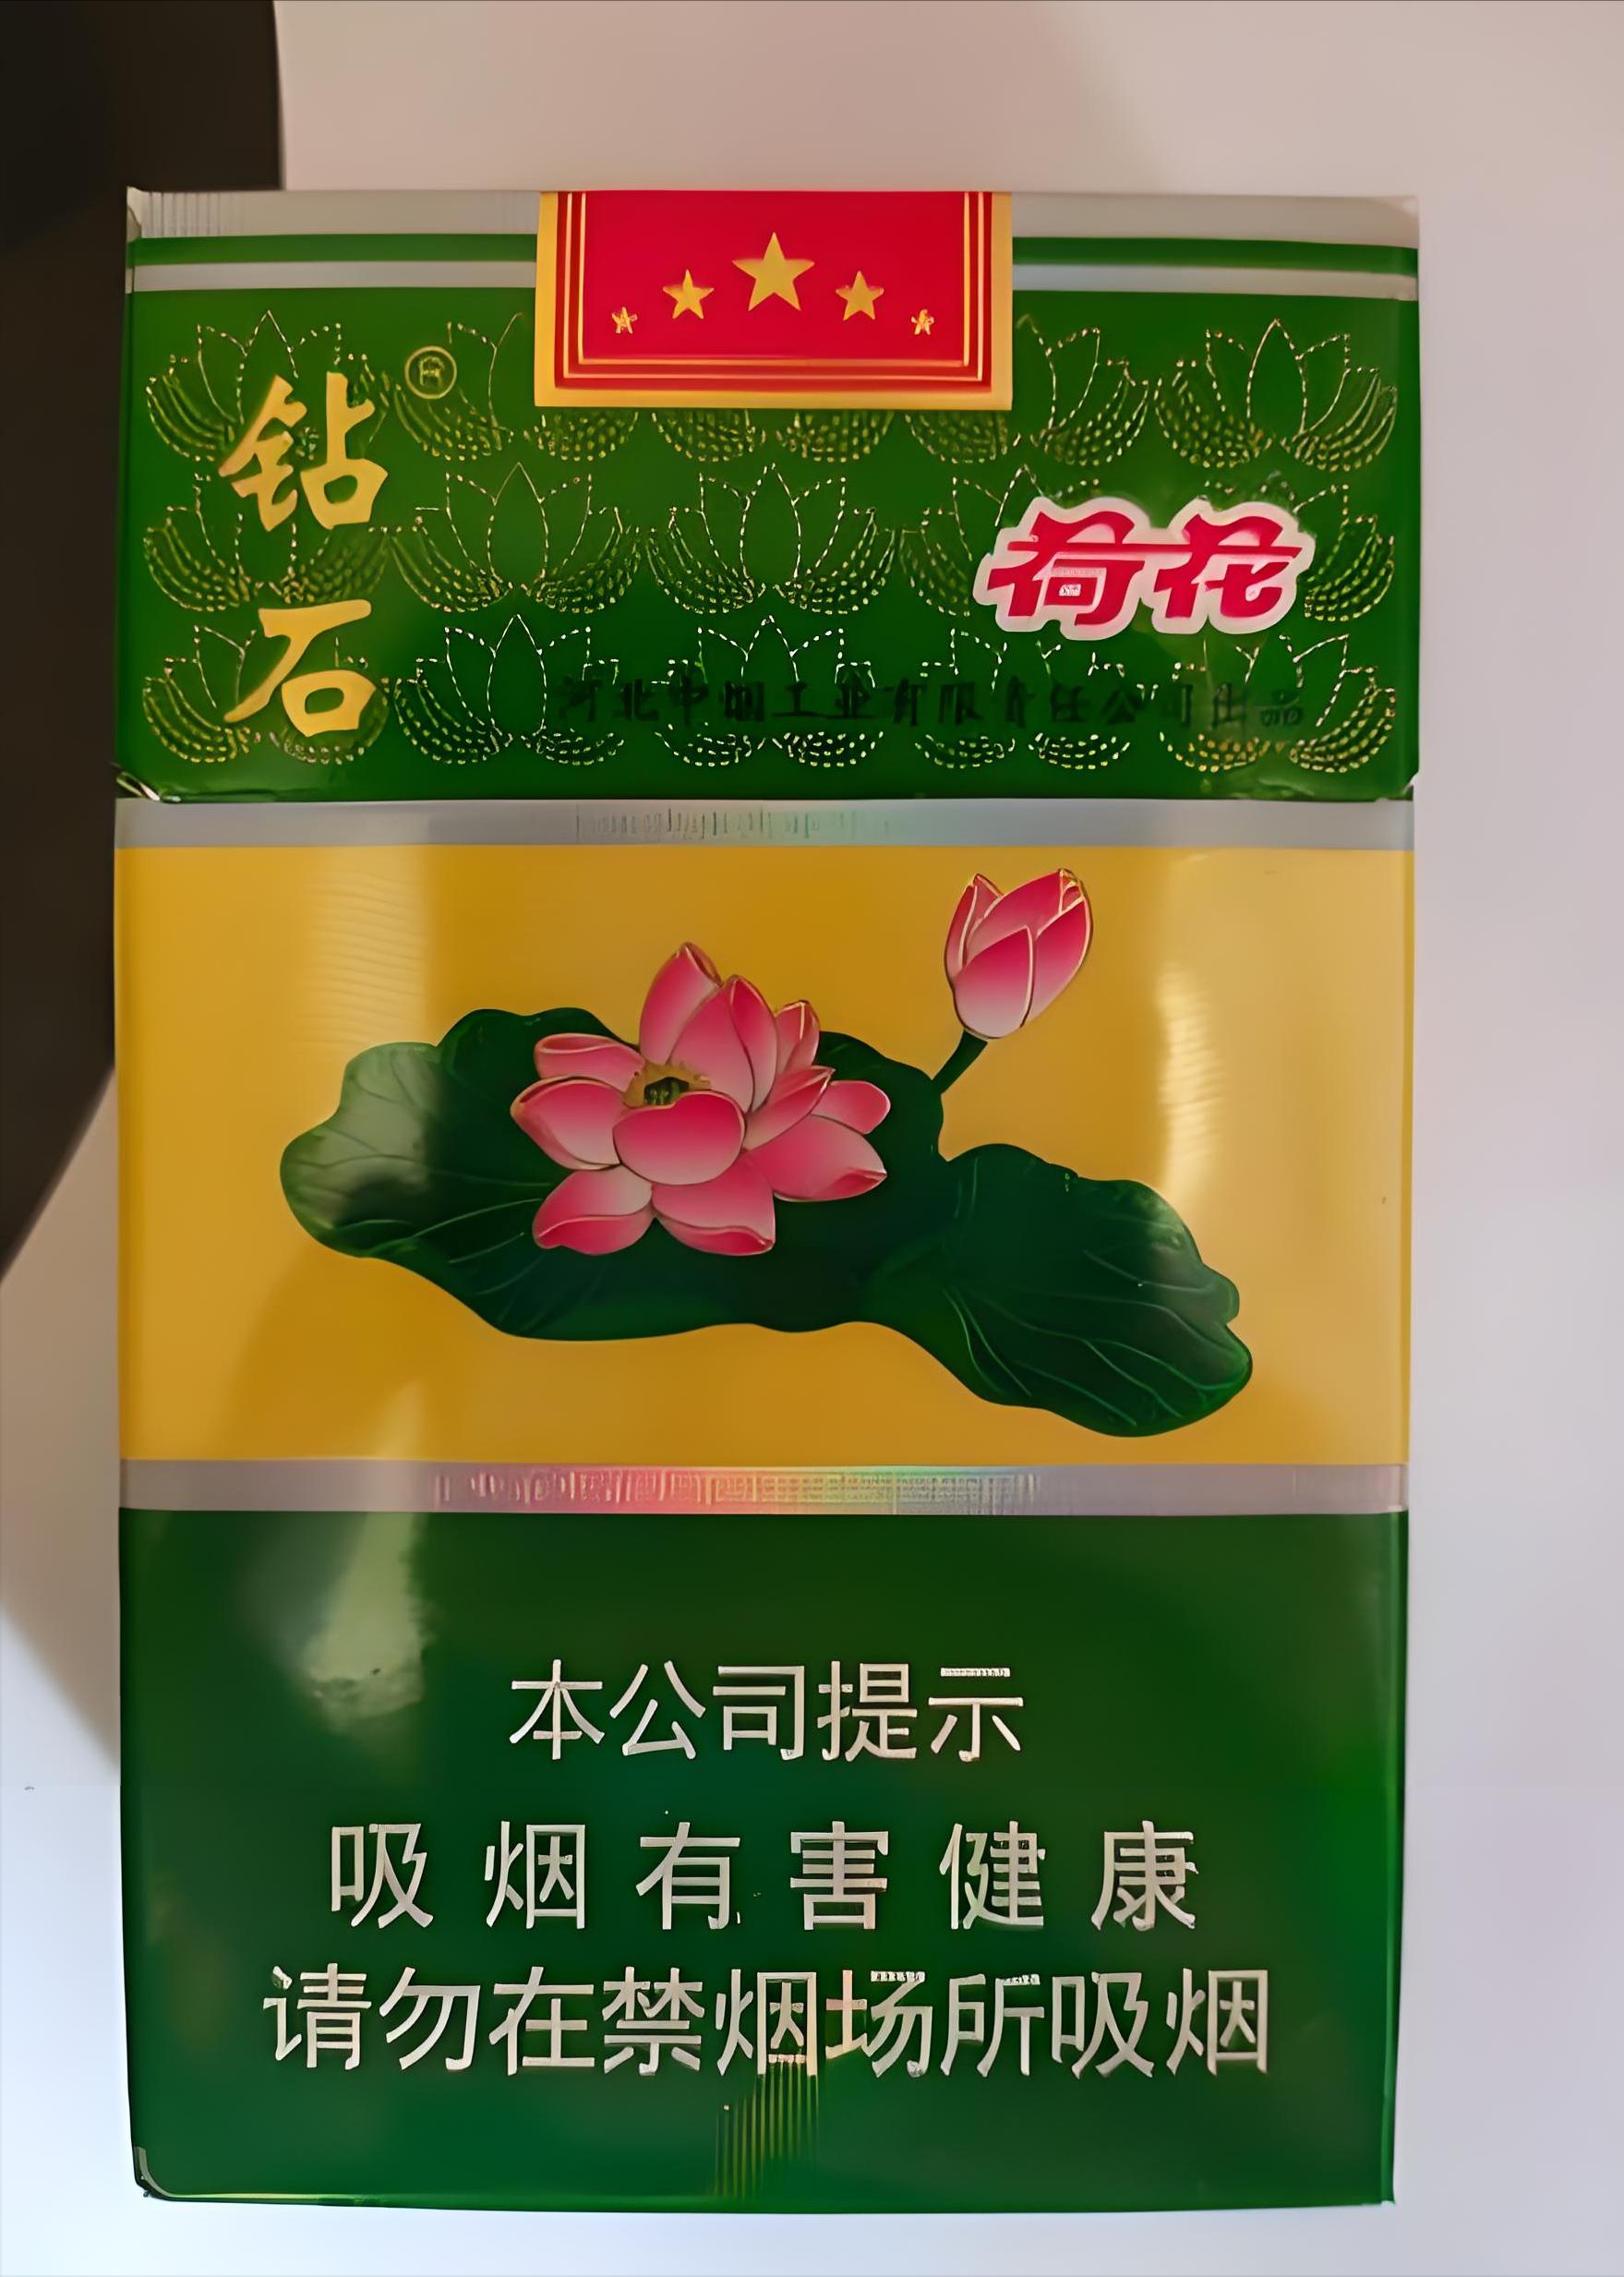 钻石
荷花
河北中烟工业有限责任公司出品
本公司提示
吸烟有害健康
请勿在禁烟场所吸烟